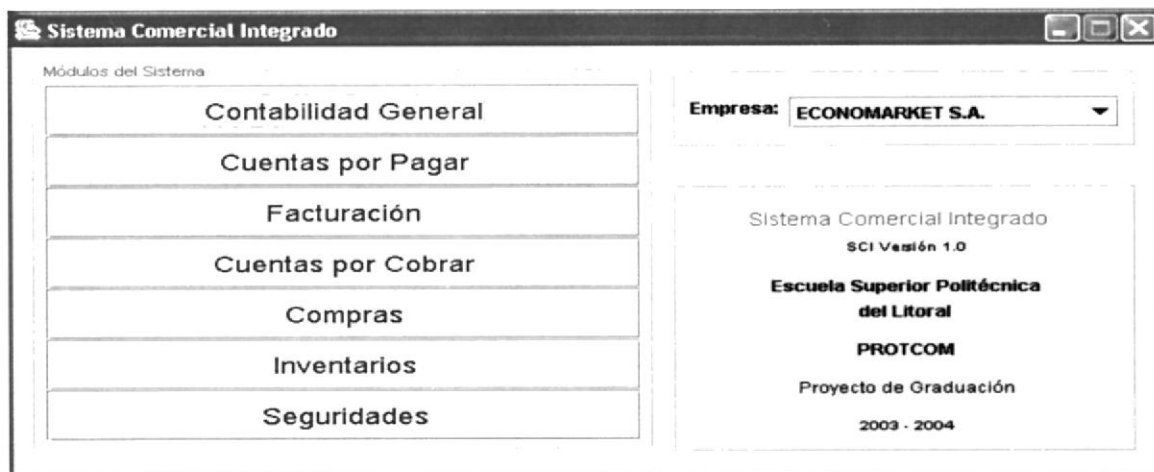 Sistema Comercial Integrado
Módulos del Sistema
Contabilidad General
Cuentas por Pagar
Facturación
Cuentas por Cobrar
Compras
Inventarios
Seguridades
Empresa: ECONOMARKET S.A.
Sistema Comercial Integrado
SCI Versión 1.0
Escuela Superior Politécnica
del Litoral
PROTCOM
Proyecto de Graduación
2003 - 2004